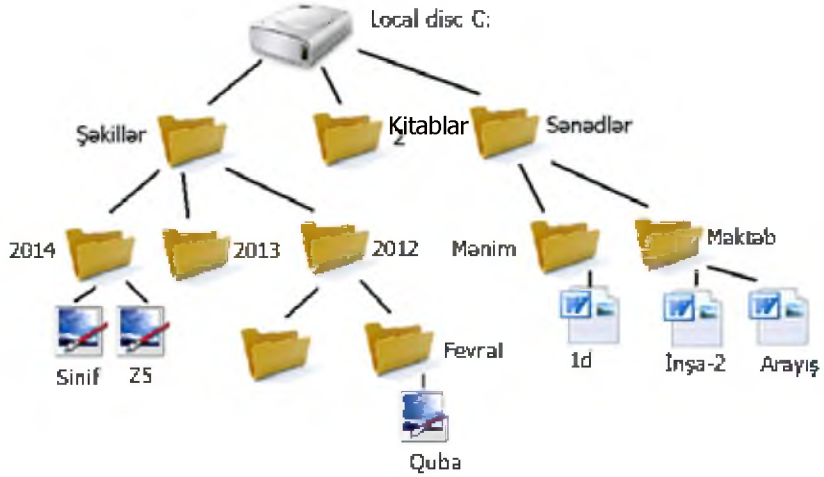 Local disc C:
Şəkillər
Kitablar
2
Sənədlər
2014
2013
2012
Mənim
Məktəb
Sinif
25
Fevral
1d
İnşa-2
Arayış
Quba